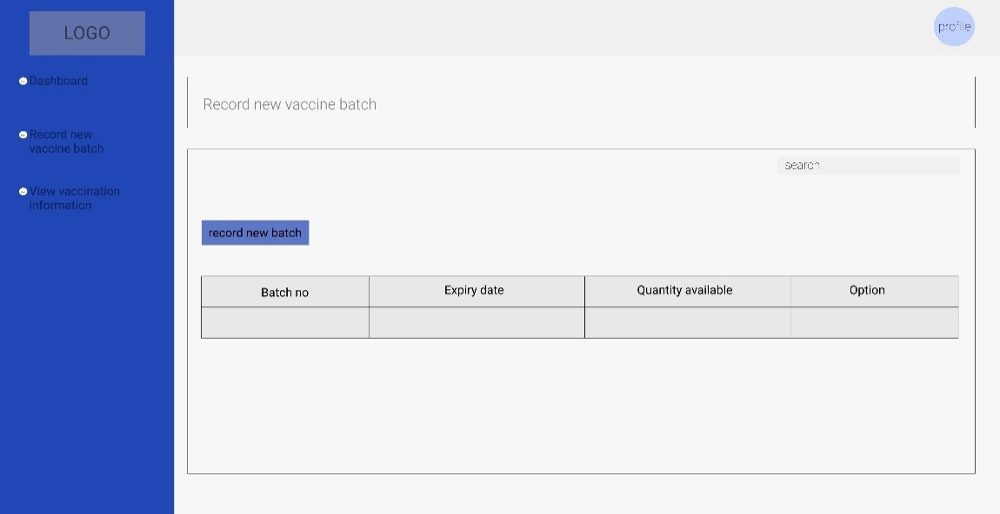 LOGO
profile
Dashboard
Record new
vaccine batch
View vaccination
information
Record new vaccine batch
search
record new batch
Batch no
Expiry date
Quantity available
Option